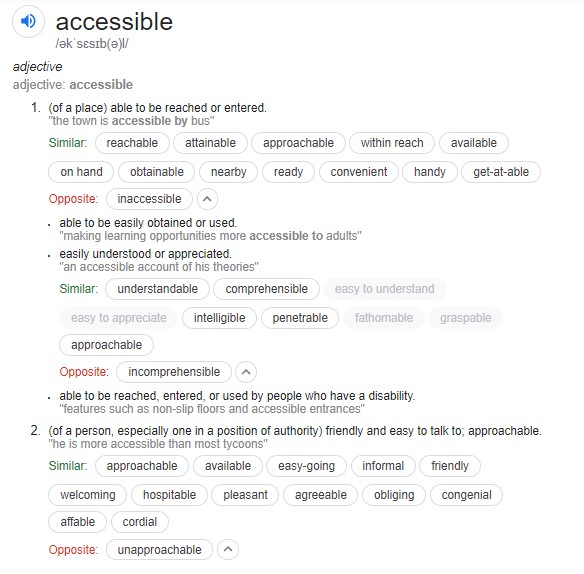 accessible
/əkˈsɛsɪb(ə)l/
adjective
adjective: accessible
1. (of a place) able to be reached or entered.
"the town is accessible by bus"
Similar: reachable attainable approachable within reach available
on hand obtainable nearby ready convenient handy get-at-able
Opposite: inaccessible
• able to be easily obtained or used.
"making learning opportunities more accessible to adults"
• easily understood or appreciated.
"an accessible account of his theories"
Similar: understandable comprehensible easy to understand
easy to appreciate intelligible penetrable fathomable graspable
approachable
Opposite: incomprehensible
• able to be reached, entered, or used by people who have a disability.
"features such as non-slip floors and accessible entrances"
2. (of a person, especially one in a position of authority) friendly and easy to talk to; approachable.
"he is more accessible than most tycoons"
Similar: approachable available easy-going informal friendly
welcoming hospitable pleasant agreeable obliging congenial
affable cordial
Opposite: unapproachable